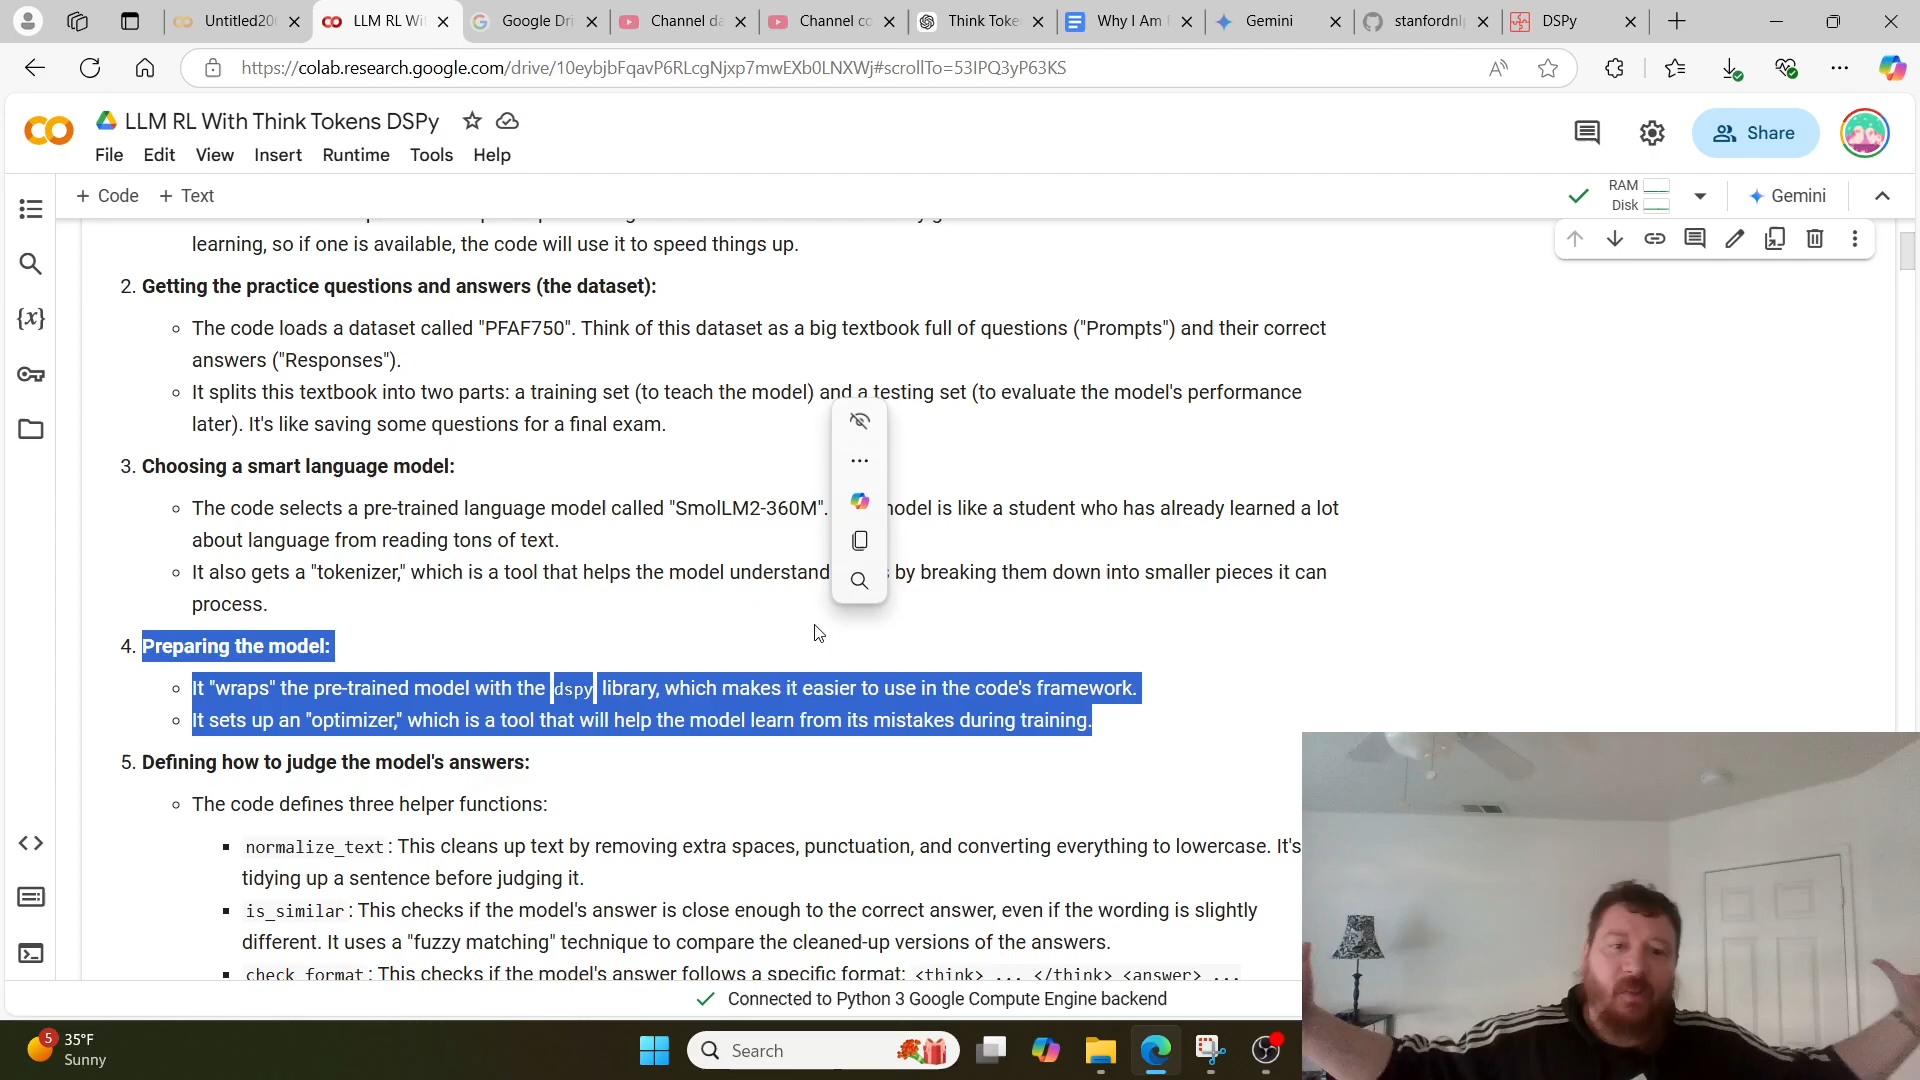 Untitled20
LLM RL Wi
Google Dri
Channel da
Channel co
Think Toke
Why I Am
Gemini
stanfordnl
DSPy
https://colab.research.google.com/drive/10eybjbFqavP6RLcgNjxp7mwEXb0LNXWj#scrollTo=53IPQ3yP63KS
LLM RL With Think Tokens DSPy
Share
File Edit View Insert Runtime Tools Help
+ Code + Text
RAM
Disk
Gemini
learning, so if one is available, the code will use it to speed things up.
2. Getting the practice questions and answers (the dataset):
The code loads a dataset called "PFAF750". Think of this dataset as a big textbook full of questions ("Prompts") and their correct
answers ("Responses").
It splits this textbook into two parts: a training set (to teach the model) and a testing set (to evaluate the model's performance
later). It's like saving some questions for a final exam.
3. Choosing a smart language model:
The code selects a pre-trained language model called "SmolLM2-360M". model is like a student who has already learned a lot
about language from reading tons of text.
It also gets a "tokenizer," which is a tool that helps the model understand by breaking them down into smaller pieces it can
process.
4. Preparing the model:
It "wraps" the pre-trained model with the dspy library, which makes it easier to use in the code's framework.
It sets up an "optimizer," which is a tool that will help the model learn from its mistakes during training.
5. Defining how to judge the model's answers:
The code defines three helper functions:
normalize_text: This cleans up text by removing extra spaces, punctuation, and converting everything to lowercase. It's
tidying up a sentence before judging it.
is_similar: This checks if the model's answer is close enough to the correct answer, even if the wording is slightly
different. It uses a "fuzzy matching" technique to compare the cleaned-up versions of the answers.
check_format: This checks if the model's answer follows a specific format: <think> ... </think> <answer> ...
Connected to Python 3 Google Compute Engine backend
5
35°F
Sunny
Search